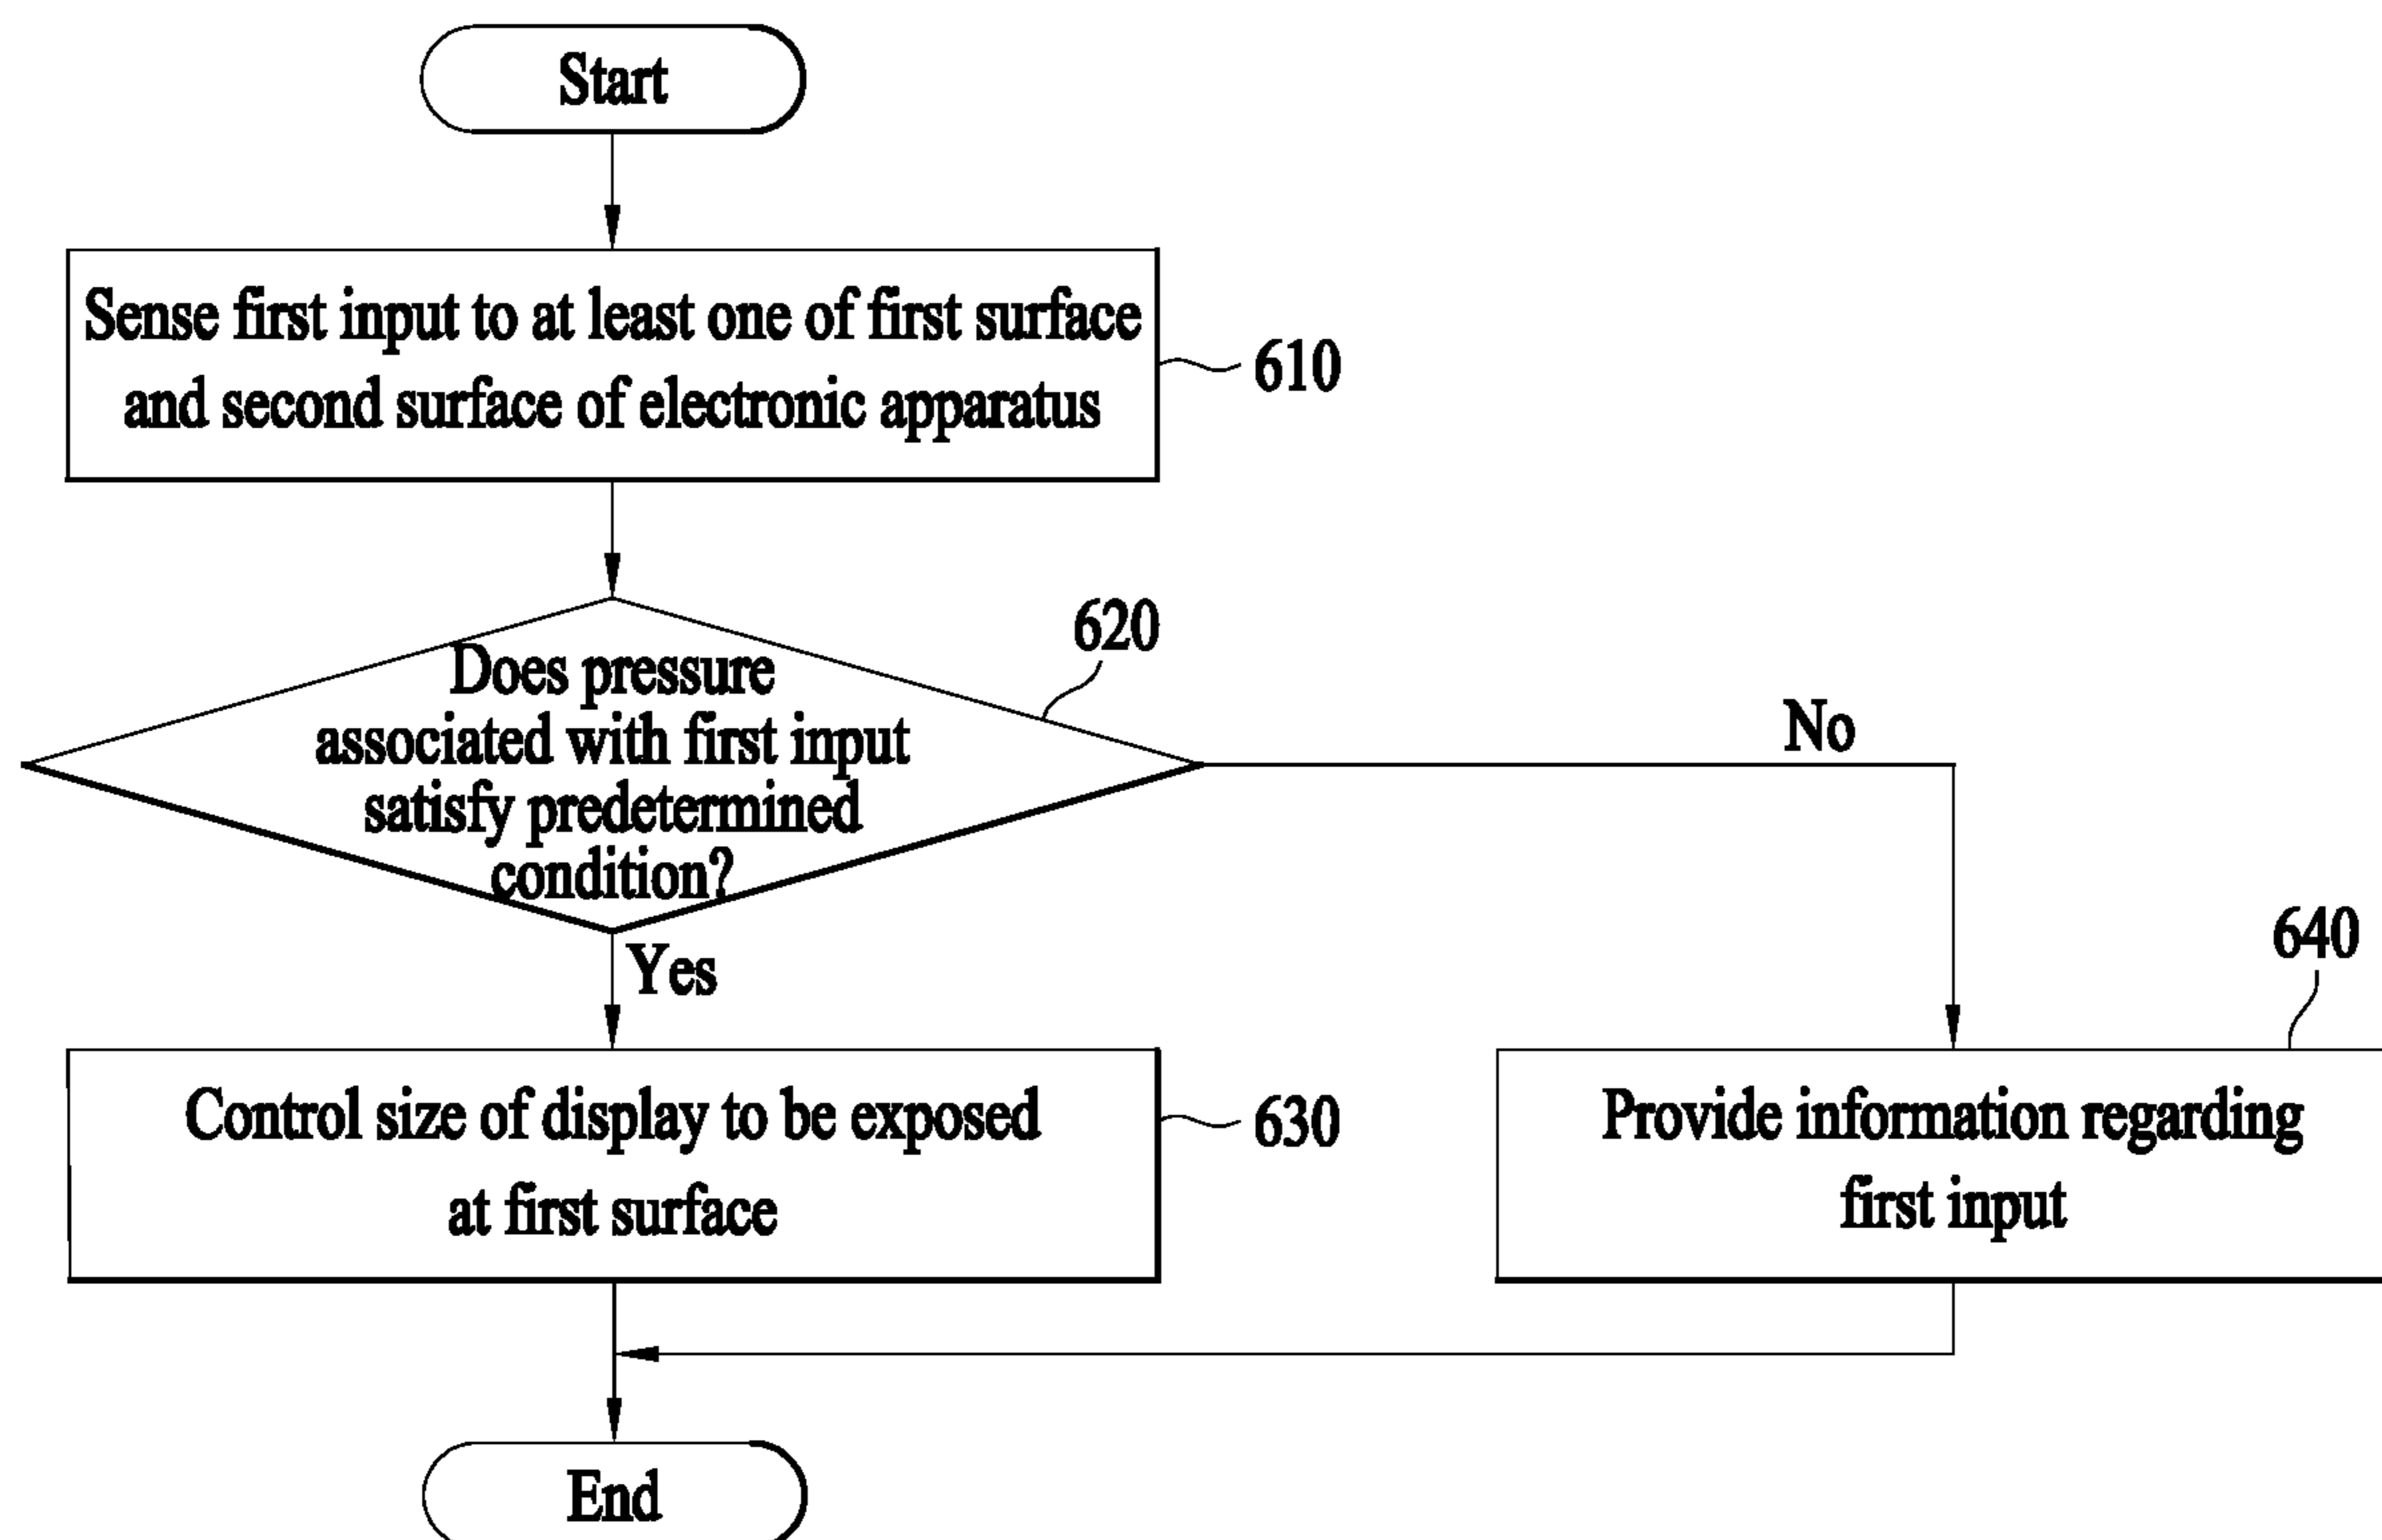 Start
Sense first input to at least one of first surface
and second surface of electronic apparatus
610
620
Does pressure
associated with first input
satisfy predetermined
condition?
No
Yes
640
Control size of display to be exposed
at first surface
630
Provide information regarding
first input
End